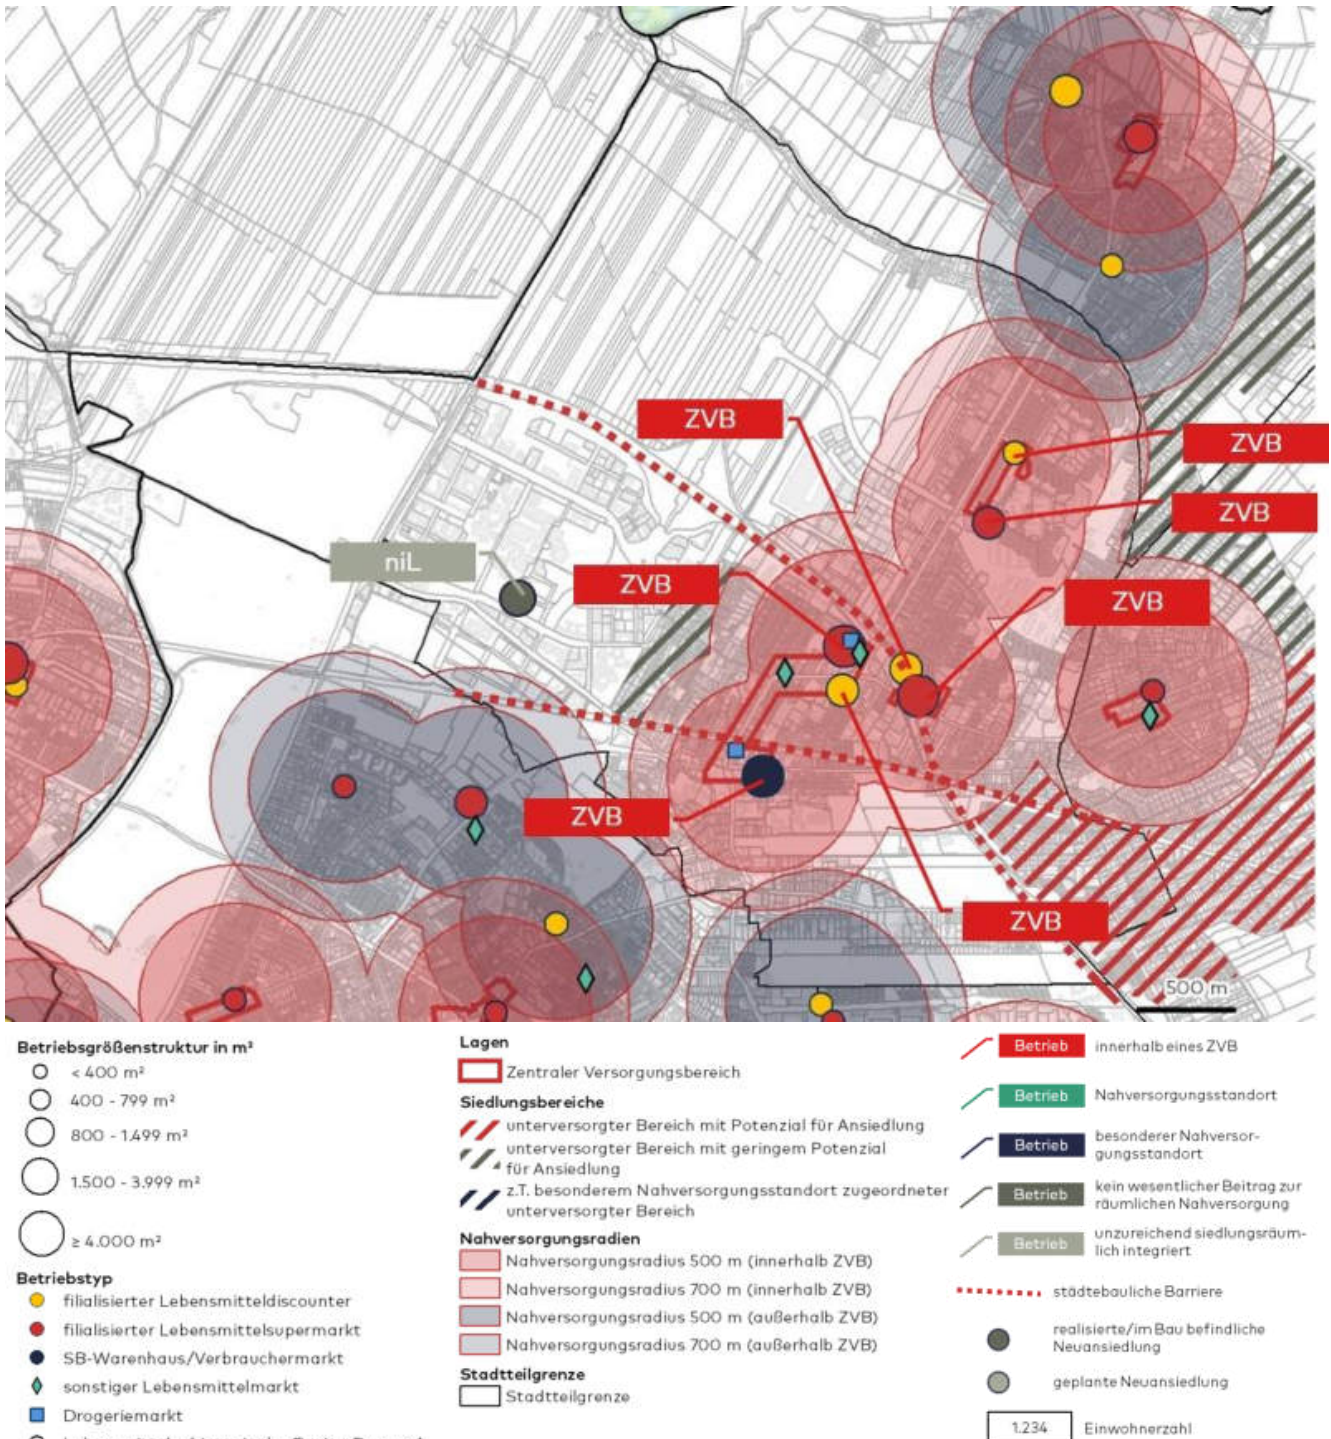 ZVB
ZVB
ZVB
niL
ZVB
ZVB
ZVB
ZVB
500 m
Betriebsgrößenstruktur in m²
< 400 m²
400 - 799 m²
800 - 1.499 m²
1.500 - 3.999 m²
≥ 4.000 m²
Betriebstyp
filialisierter Lebensmitteldiscounter
filialisierter Lebensmittelsupermarkt
SB-Warenhaus/Verbrauchermarkt
sonstiger Lebensmittelmarkt
Drogeriemarkt
Lagen
Zentraler Versorgungsbereich
Siedlungsbereiche
unterversorgter Bereich mit Potenzial für Ansiedlung
unterversorgter Bereich mit geringem Potenzial
für Ansiedlung
z.T. besonderem Nahversorgungsstandort zugeordneter
unterversorgter Bereich
Nahversorgungsradien
Nahversorgungsradius 500 m (innerhalb ZVB)
Nahversorgungsradius 700 m (innerhalb ZVB)
Nahversorgungsradius 500 m (außerhalb ZVB)
Nahversorgungsradius 700 m (außerhalb ZVB)
Stadtteilgrenze
Stadtteilgrenze
Betrieb innerhalb eines ZVB
Betrieb Nahversorgungsstandort
Betrieb besonderer Nahversor-
gungsstandort
Betrieb kein wesentlicher Beitrag zur
räumlichen Nahversorgung
Betrieb unzureichend siedlungsräum-
lich integriert
städtebauliche Barriere
realisierte/im Bau befindliche
Neuansiedlung
geplante Neuansiedlung
1.234 Einwohnerzahl